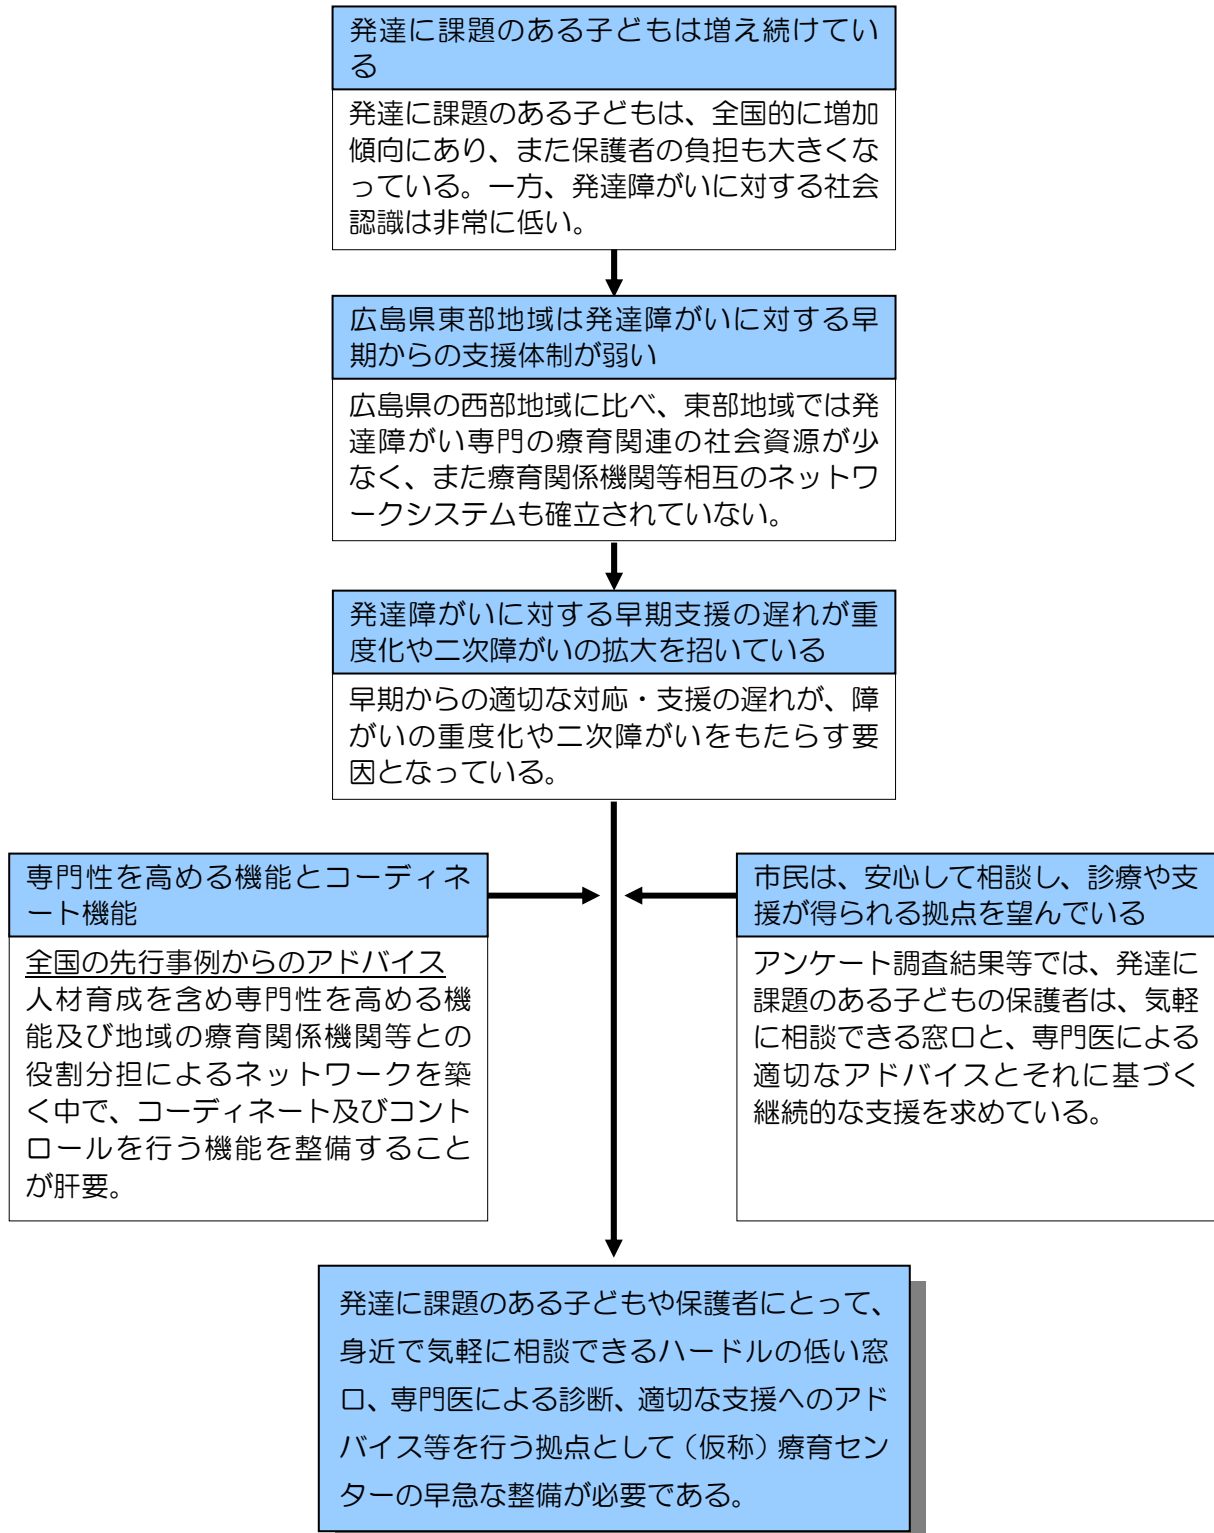 発達に課題のある子どもは増え続けてい
る
発達に課題のある子どもは、全国的に増加
傾向にあり、また保護者の負担も大きくな
っている。一方、発達障がいに対する社会
認識は非常に低い。
広島県東部地域は発達障がいに対する早
期からの支援体制が弱い
広島県の西部地域に比べ、東部地域では発
達障がい専門の療育関連の社会資源が少
なく、また療育関係機関等相互のネットワ
ークシステムも確立されていない。
発達障がいに対する早期支援の遅れが重
度化や二次障がいの拡大を招いている
早期からの適切な対応・支援の遅れが、障
がいの重度化や二次障がいをもたらす要
因となっている。
専門性を高める機能とコーディネ
ート機能
全国の先行事例からのアドバイス
人材育成を含め専門性を高める機
能及び地域の療育関係機関等との
役割分担によるネットワークを築
く中で、コーディネート及びコント
ロールを行う機能を整備すること
が肝要。
市民は、安心して相談し、診療や支
援が得られる拠点を望んでいる
アンケート調査結果等では、発達に
課題のある子どもの保護者は、気軽
に相談できる窓口と、専門医による
適切なアドバイスとそれに基づく
継続的な支援を求めている。
発達に課題のある子どもや保護者にとって、
身近で気軽に相談できるハードルの低い窓
口、専門医による診断、適切な支援へのアド
バイス等を行う拠点として（仮称）療育セン
ターの早急な整備が必要である。